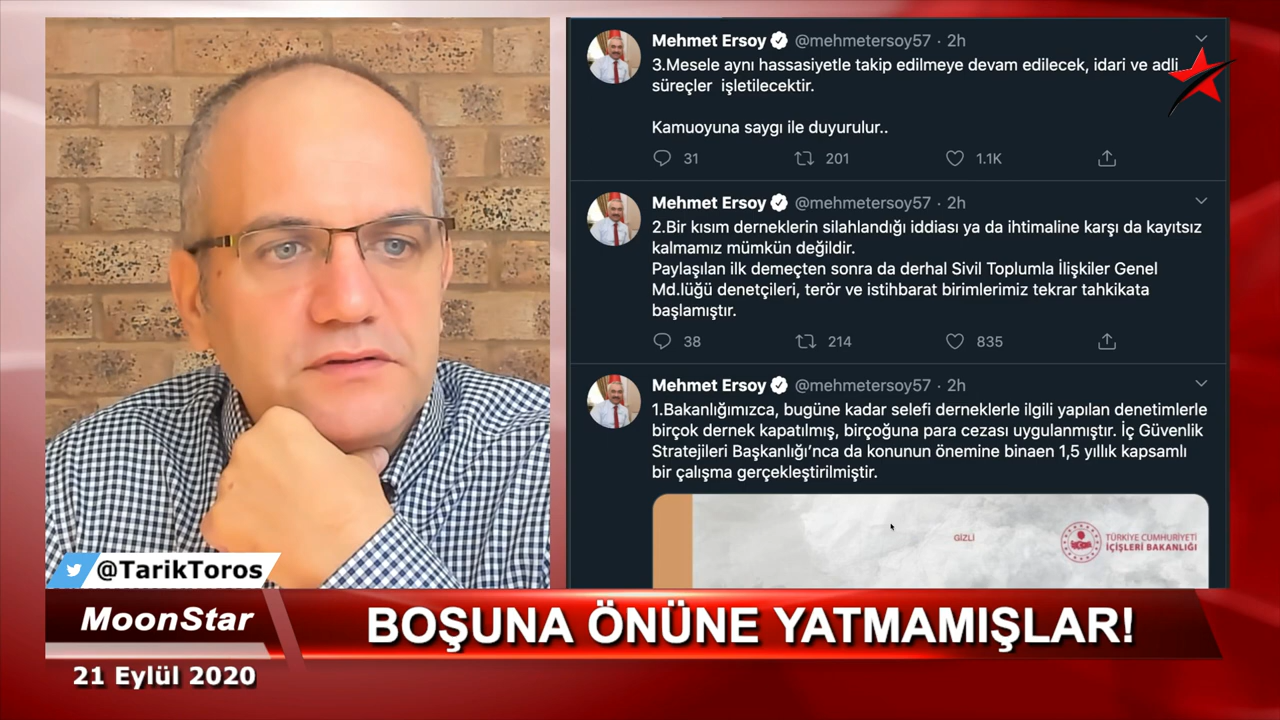 Mehmet Ersoy @mehmetersoy57 · 2h
3.Mesele aynı hassasiyetle takip edilmeye devam edilecek, idari ve adli
süreçler işletilecektir.
Kamuoyuna saygı ile duyurulur..
31 201 1.1K
Mehmet Ersoy @mehmetersoy57 · 2h
2.Bir kısım derneklerin silahlandığı iddiası ya da ihtimaline karşı da kayıtsız
kalmamız mümkün değildir.
Paylaşılan ilk demeçten sonra da derhal Sivil Toplumla İlişkiler Genel
Md.lüğü denetçileri, terör ve istihbarat birimlerimiz tekrar tahkikata
başlamıştır.
38 214 835
Mehmet Ersoy @mehmetersoy57 · 2h
1.Bakanlığımızca, bugüne kadar selefi derneklerle ilgili yapılan denetimlerle
birçok dernek kapatılmış, birçoğuna para cezası uygulanmıştır. İç Güvenlik
Stratejileri Başkanlığı'nca da konunun önemine binaen 1,5 yıllık kapsamlı
bir çalışma gerçekleştirilmiştir.
GİZLİ
TÜRKİYE CUMHURİYETİ
İÇİŞLERİ BAKANLIĞI
@TarikToros
MoonStar
BOŞUNA ÖNÜNE YATMAMIŞLAR!
21 Eylül 2020